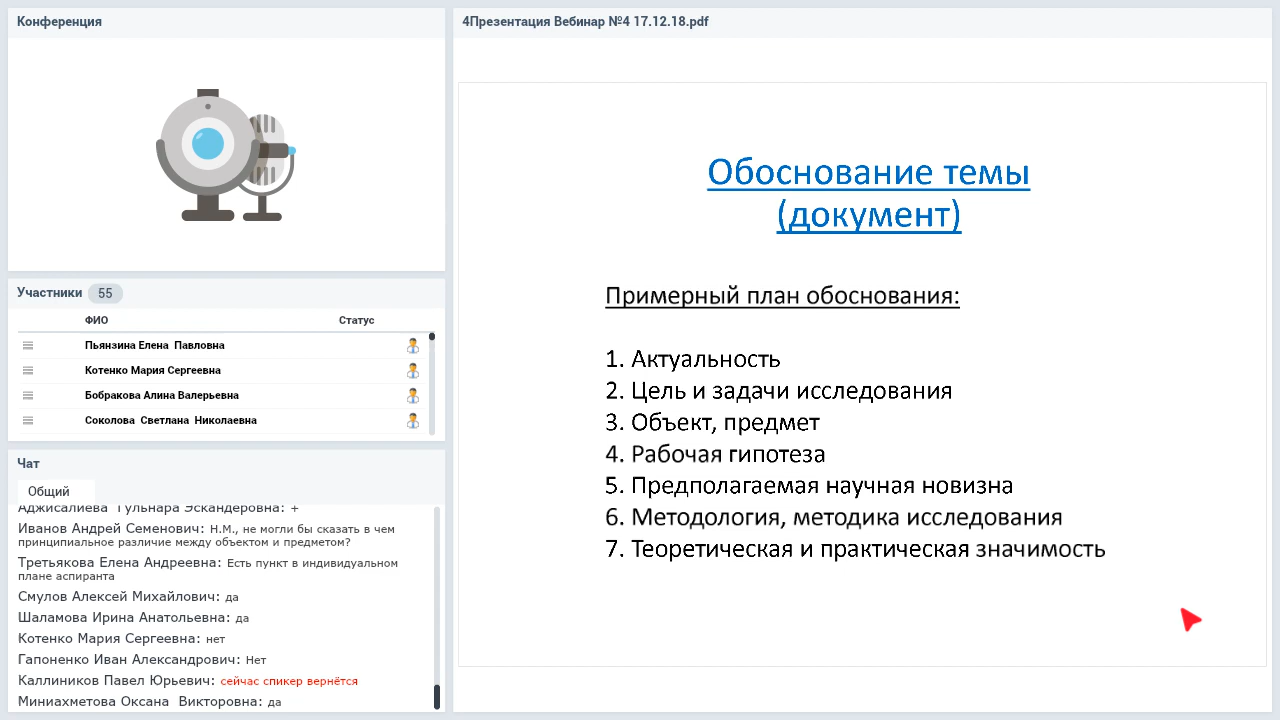 Конференция
Участники 55
ФИО Статус
Пьянзина Елена Павловна
Котенко Мария Сергеевна
Бобракова Алина Валерьевна
Соколова Светлана Николаевна
Чат
Общий
Аджисалиева Гульнара Эскандеровна: +
Иванов Андрей Семенович: Н.М., не могли бы сказать в чем
принципиальное различие между объектом и предметом?
Третьякова Елена Андреевна: Есть пункт в индивидуальном
плане аспиранта
Смулов Алексей Михайлович: да
Шаламова Ирина Анатольевна: да
Котенко Мария Сергеевна: нет
Гапоненко Иван Александрович: Нет
Каллиников Павел Юрьевич: сейчас спикер вернётся
Миниахметова Оксана Викторовна: да
4Презентация Вебинар №4 17.12.18.pdf
Обоснование темы
(документ)
Примерный план обоснования:
1. Актуальность
2. Цель и задачи исследования
3. Объект, предмет
4. Рабочая гипотеза
5. Предполагаемая научная новизна
6. Методология, методика исследования
7. Теоретическая и практическая значимость